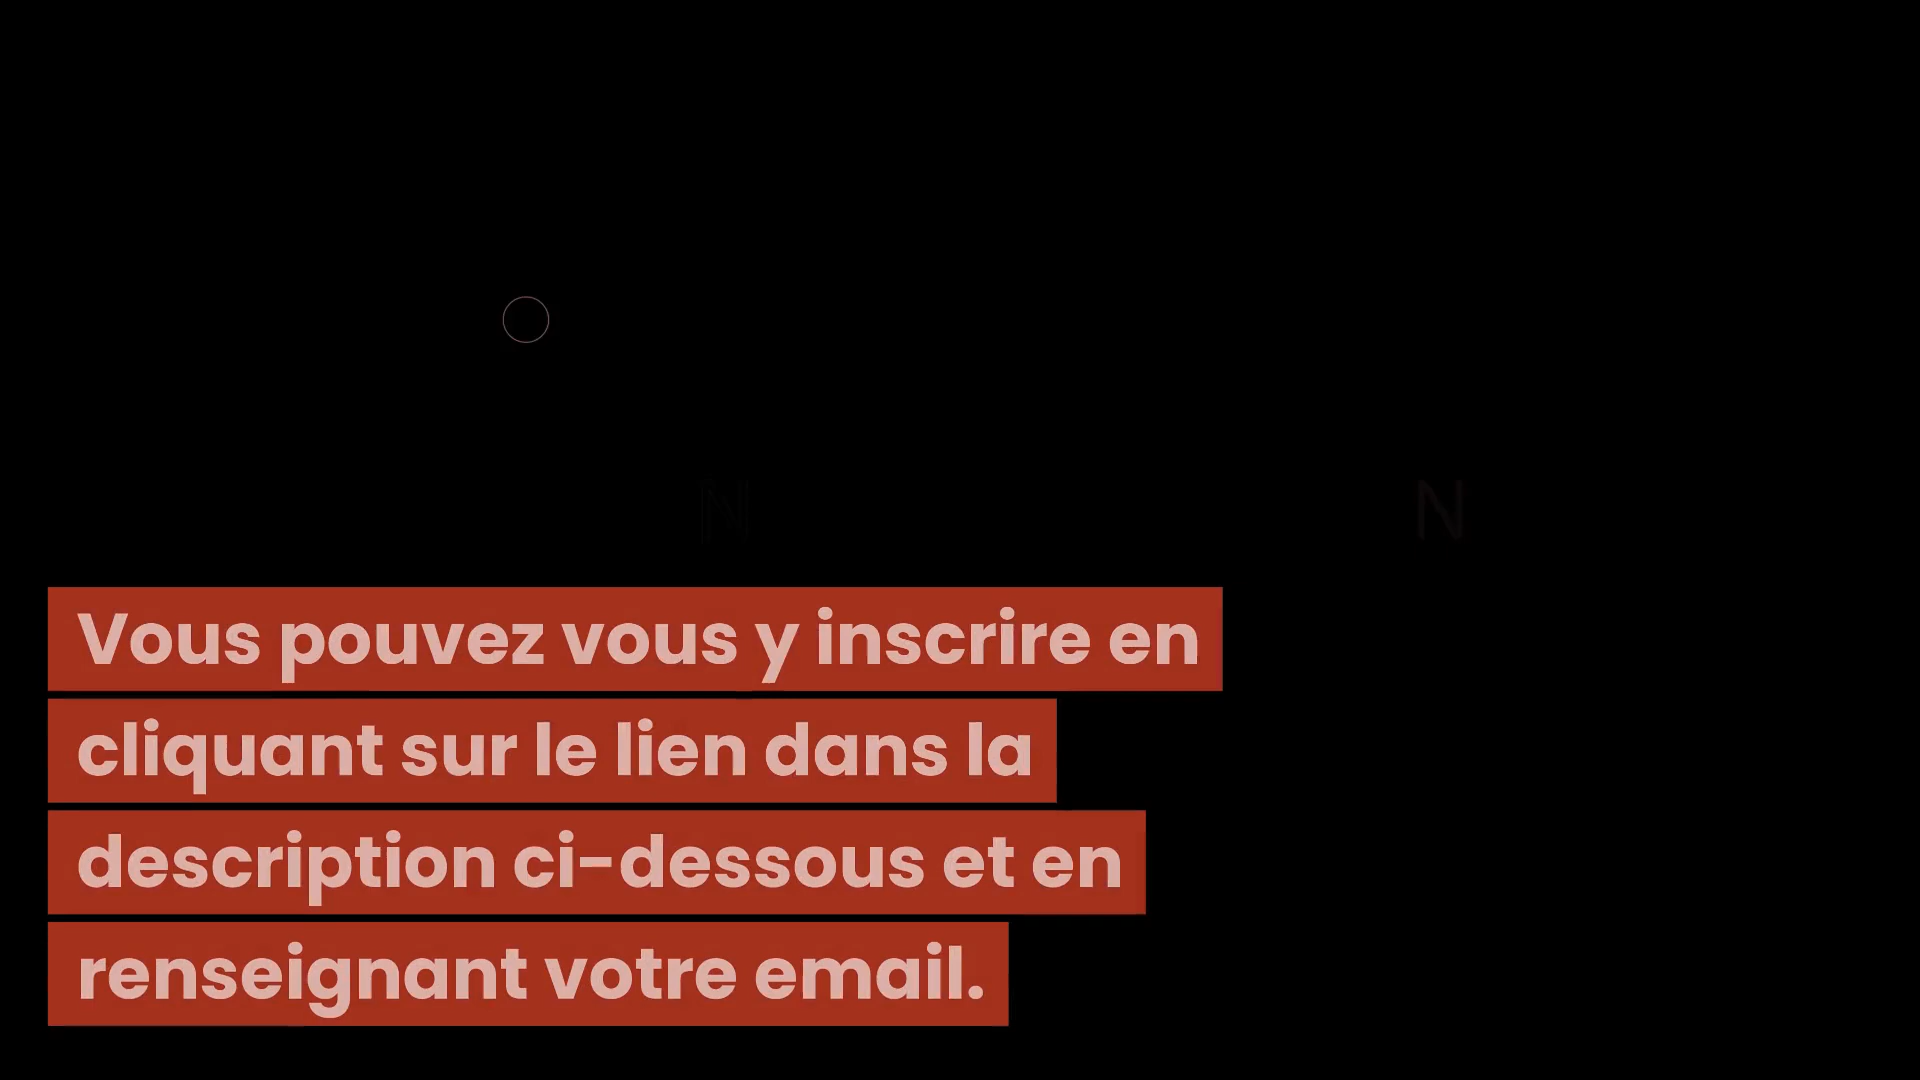 N N
Vous pouvez vous y inscrire en
cliquant sur le lien dans la
description ci-dessous et en
renseignant votre email.